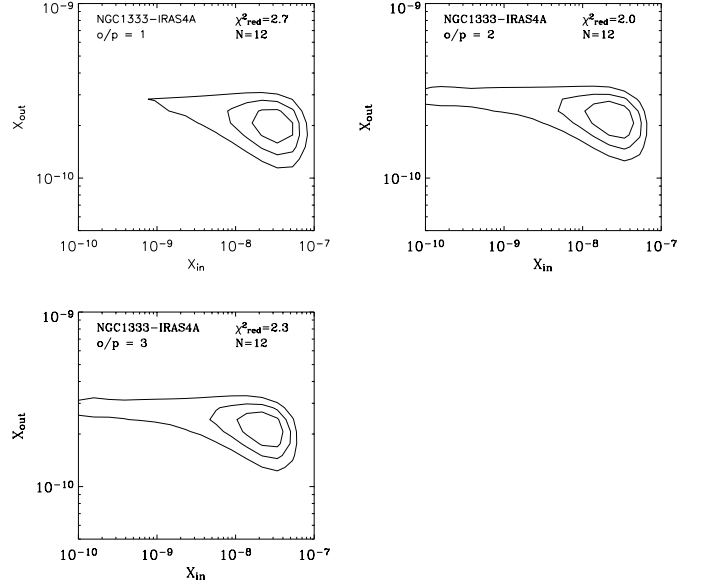 NGC1333−IRAS4A χ²red=2.7
o/p = 1 N=12
10⁻⁹
Xout
10⁻¹⁰
10⁻¹⁰ 10⁻⁹ 10⁻⁸ 10⁻⁷
Xin
NGC1333−IRAS4A χ²red=2.0
o/p = 2 N=12
10⁻⁹
Xout
10⁻¹⁰
10⁻¹⁰ 10⁻⁹ 10⁻⁸ 10⁻⁷
Xin
NGC1333−IRAS4A χ²red=2.3
o/p = 3 N=12
10⁻⁹
Xout
10⁻¹⁰
10⁻¹⁰ 10⁻⁹ 10⁻⁸ 10⁻⁷
Xin